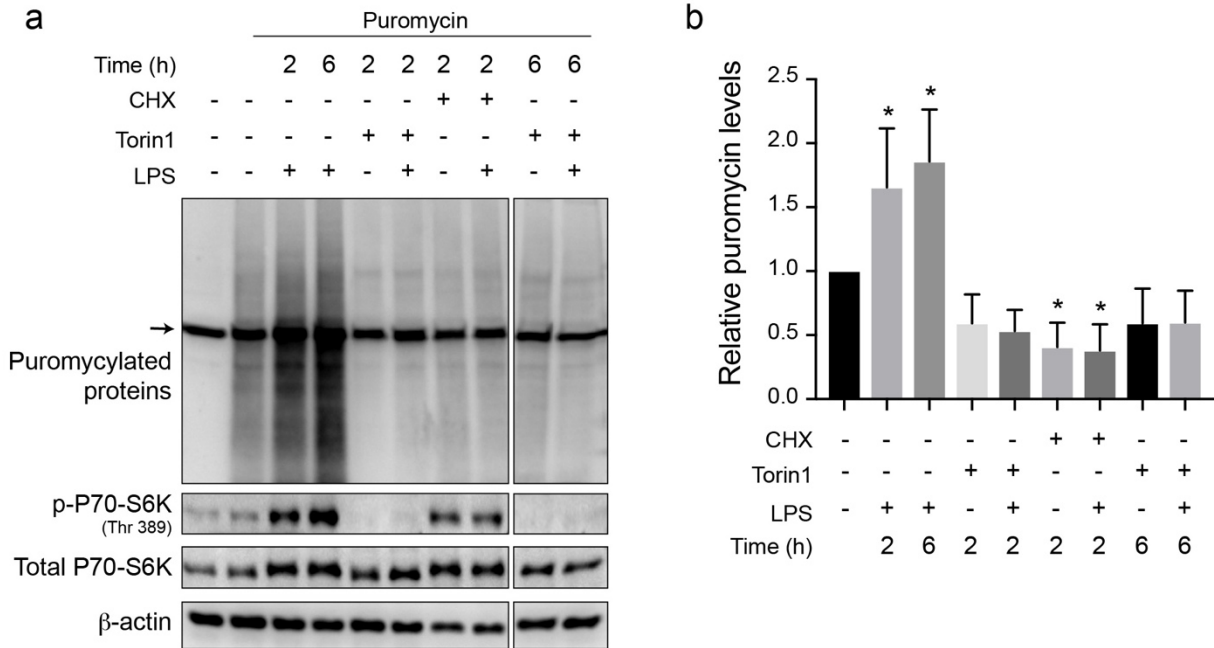 a
Puromycin
Time (h) 2 6 2 2 2 2 6 6
CHX - - - - - - + + - -
Torin1 - - - - + + - - + +
LPS - - + + - + - + - +
Puromycylated
proteins
p-P70-S6K
(Thr 389)
Total P70-S6K
β-actin
b
Relative puromycin levels
2.5
2.0
1.5
1.0
0.5
0.0
* * * *
CHX - - - - - + + - -
Torin1 - - - + + - - + +
LPS - + + - + - + - +
Time (h) 2 6 2 2 2 2 6 6